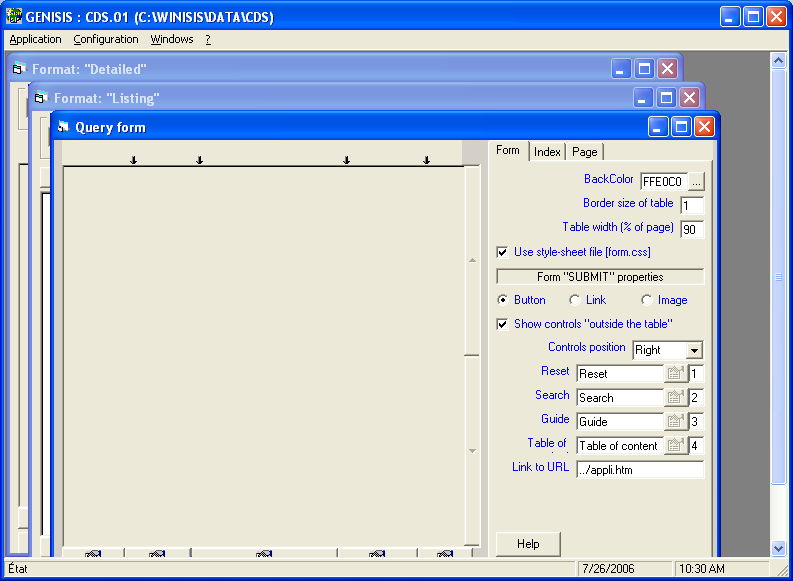 GENISIS : CDS.01 (C:\WINISIS\DATA\CDS)
Application Configuration Windows ?
Format: "Detailed"
Format: "Listing"
Query form
Form Index Page
BackColor FFE0C0 ...
Border size of table 1
Table width (% of page) 90
Use style-sheet file [form.css]
Form "SUBMIT" properties
Button Link Image
Show controls "outside the table"
Controls position Right
Reset Reset 1
Search Search 2
Guide Guide 3
Table of Table of content 4
Link to URL ../appli.htm
Help
État 7/26/2006 10:30 AM